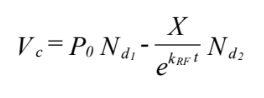 V_c = P_0 N_{d_1} - \frac{X}{e^{k_{RF} t}} N_{d_2}